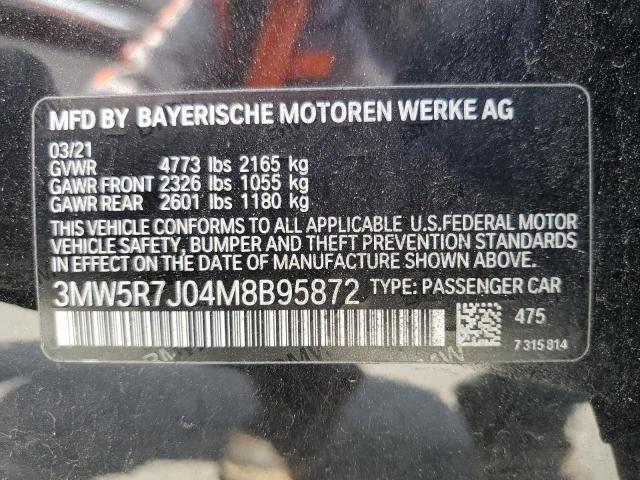 MFD BY BAYERISCHE MOTOREN WERKE AG
03/21
GVWR 4773 lbs 2165 kg
GAWR FRONT 2326 lbs 1055 kg
GAWR REAR 2601 lbs 1180 kg
THIS VEHICLE CONFORMS TO ALL APPLICABLE U.S.FEDERAL MOTOR
VEHICLE SAFETY, BUMPER AND THEFT PREVENTION STANDARDS
IN EFFECT ON THE DATE OF MANUFACTURE SHOWN ABOVE.
3MW5R7J04M8B95872 TYPE: PASSENGER CAR
475
7 315 814